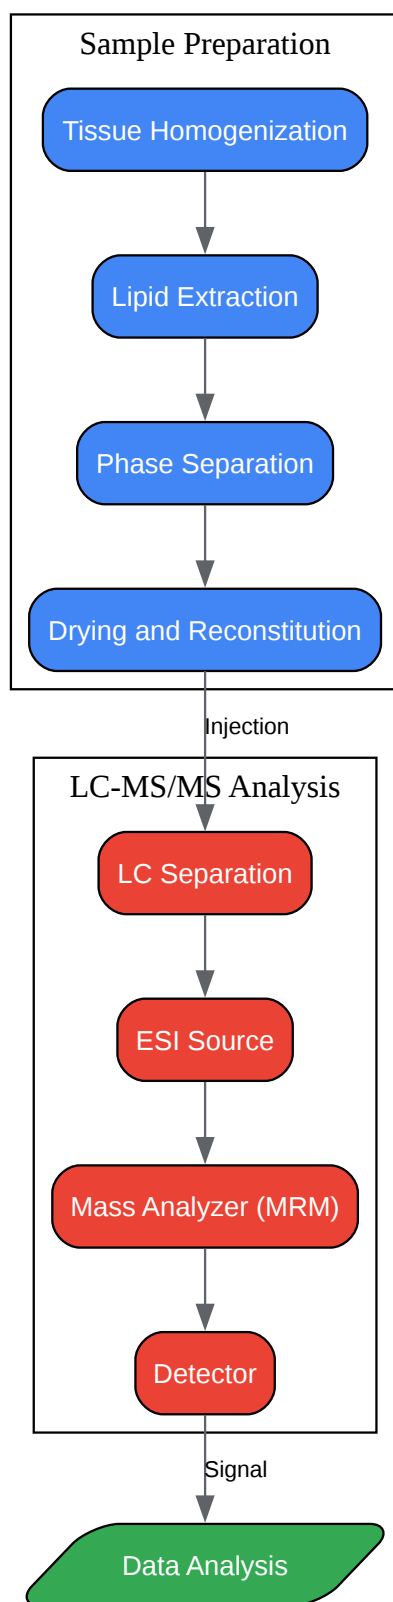 Sample Preparation
Tissue Homogenization
Lipid Extraction
Phase Separation
Drying and Reconstitution
Injection
LC-MS/MS Analysis
LC Separation
ESI Source
Mass Analyzer (MRM)
Detector
Signal
Data Analysis